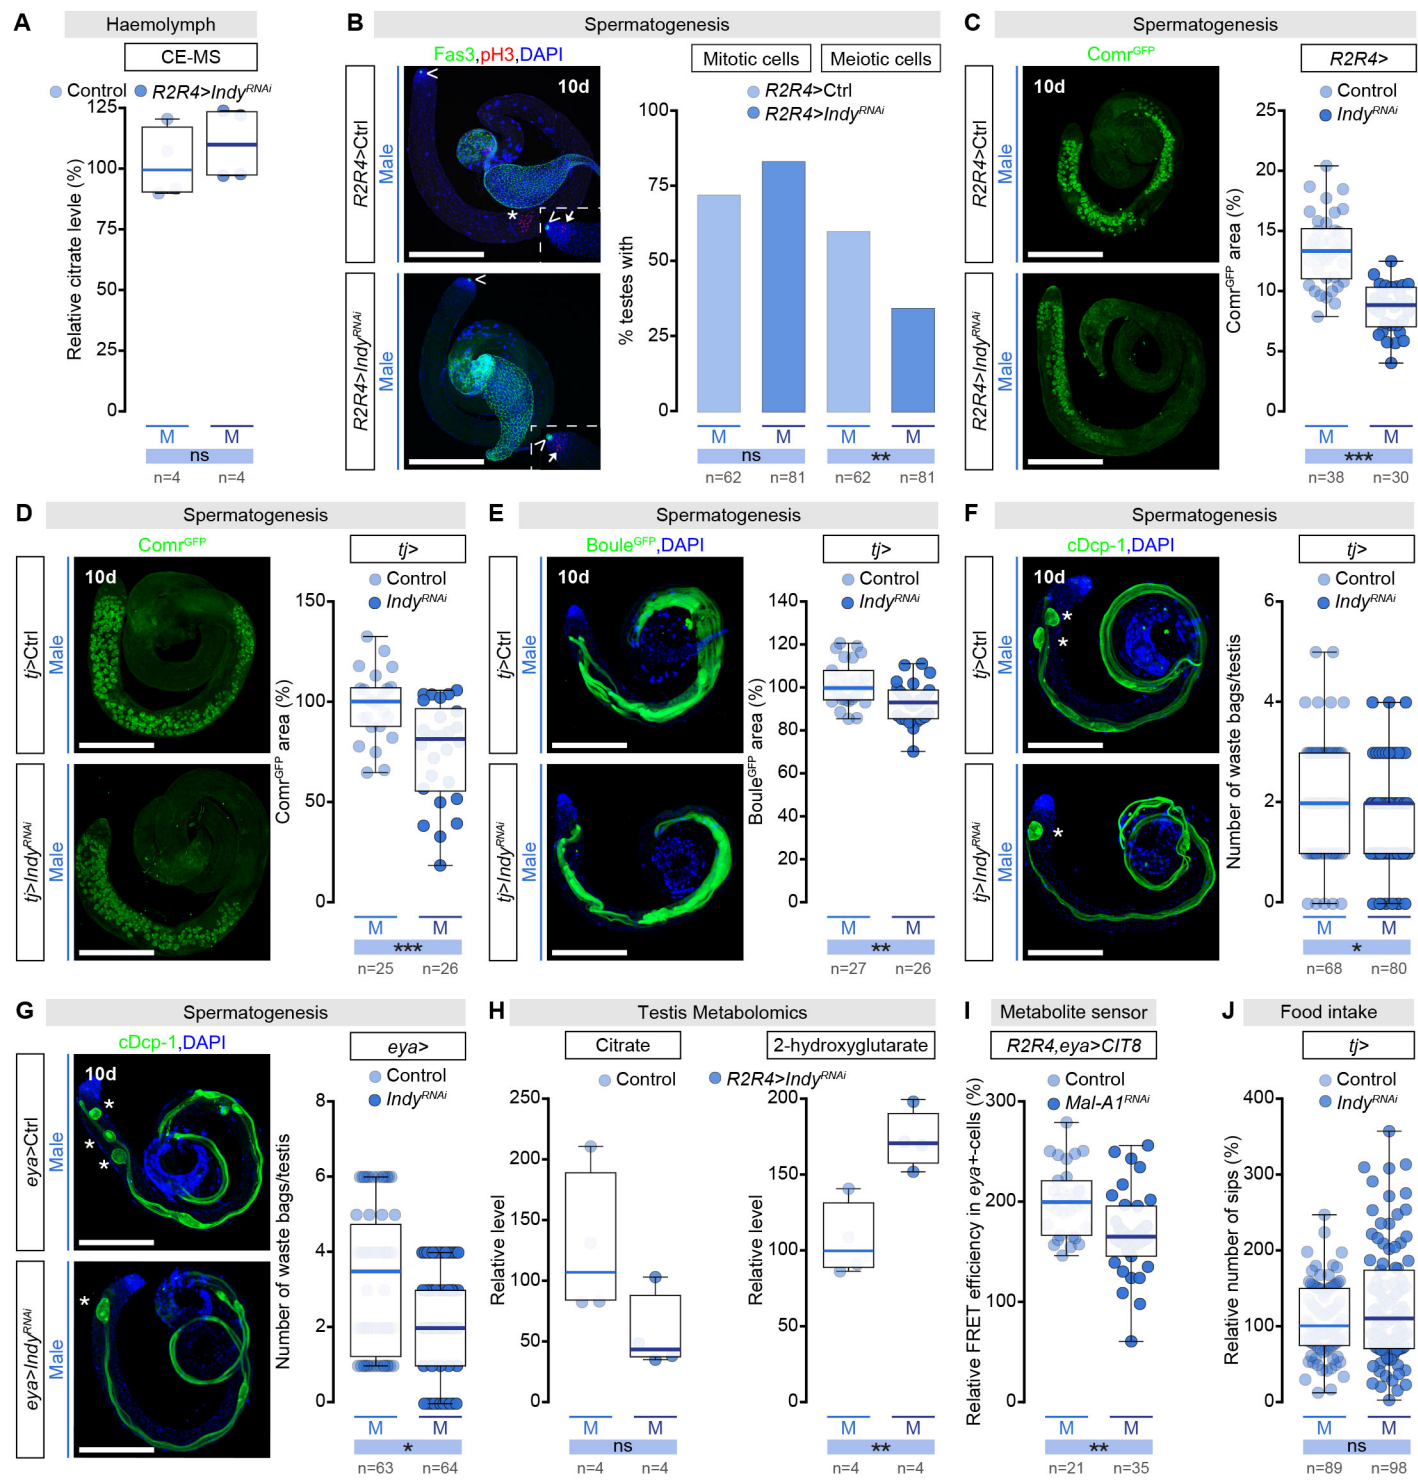 A
Haemolymph
CE-MS
Control R2R4>Indy^RNAi
Relative citrate levle (%)
125
100
75
50
25
0
M M
ns
n=4 n=4
B
Spermatogenesis
Fas3,pH3,DAPI
R2R4>Ctrl
Male
10d
<
*
<
R2R4>Indy^RNAi
Male
<
<
Mitotic cells Meiotic cells
R2R4>Ctrl
R2R4>Indy^RNAi
% testes with
100
75
50
25
0
M M M M
ns **
n=62 n=81 n=62 n=81
C
Spermatogenesis
Comr^GFP
R2R4>Ctrl
Male
10d
R2R4>Indy^RNAi
Male
R2R4>
Control
Indy^RNAi
Comr^GFP area (%)
25
20
15
10
5
0
M M
***
n=38 n=30
D
Spermatogenesis
Comr^GFP
tj>Ctrl
Male
10d
tj>Indy^RNAi
Male
tj>
Control
Indy^RNAi
Comr^GFP area (%)
150
100
50
0
M M
***
n=25 n=26
E
Spermatogenesis
Boule^GFP,DAPI
tj>Ctrl
Male
10d
tj>Indy^RNAi
Male
tj>
Control
Indy^RNAi
Boule^GFP area (%)
140
120
100
80
60
40
20
0
M M
**
n=27 n=26
F
Spermatogenesis
cDcp-1,DAPI
tj>Ctrl
Male
10d
*
*
tj>Indy^RNAi
Male
*
tj>
Control
Indy^RNAi
Number of waste bags/testis
6
4
2
0
M M
*
n=68 n=80
G
Spermatogenesis
cDcp-1,DAPI
eya>Ctrl
Male
10d
*
*
*
eya>Indy^RNAi
Male
*
eya>
Control
Indy^RNAi
Number of waste bags/testis
8
6
4
2
0
M M
*
n=63 n=64
H
Testis Metabolomics
Citrate 2-hydroxyglutarate
Control R2R4>Indy^RNAi
Relative level
250
200
150
100
50
0
M M
ns
n=4 n=4
Relative level
200
150
100
50
0
M M
**
n=4 n=4
I
Metabolite sensor
R2R4,eya>CIT8
Control
Mal-A1^RNAi
Relative FRET efficiency in eya+-cells (%)
300
200
100
0
M M
**
n=21 n=35
J
Food intake
tj>
Control
Indy^RNAi
Relative number of sips (%)
400
300
200
100
0
M M
ns
n=89 n=98